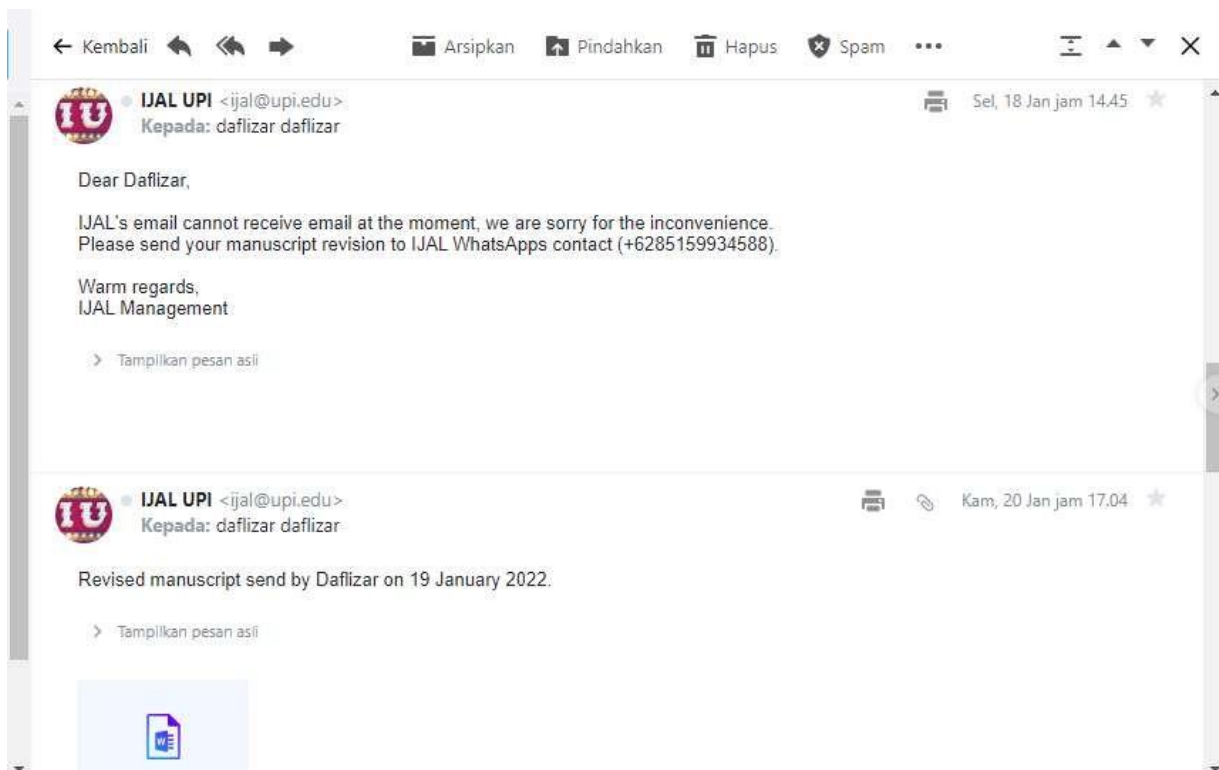 Kembali Arsipkan Pindahkan Hapus Spam
IU IJAL UPI <ijal@upi.edu> Sel, 18 Jan jam 14.45
Kepada: daflizar daflizar
Dear Daflizar,
IJAL's email cannot receive email at the moment, we are sorry for the inconvenience.
Please send your manuscript revision to IJAL WhatsApps contact (+6285159934588).
Warm regards,
IJAL Management
Tampilkan pesan asli
IU IJAL UPI <ijal@upi.edu> Kam, 20 Jan jam 17.04
Kepada: daflizar daflizar
Revised manuscript send by Daflizar on 19 January 2022.
Tampilkan pesan asli
W